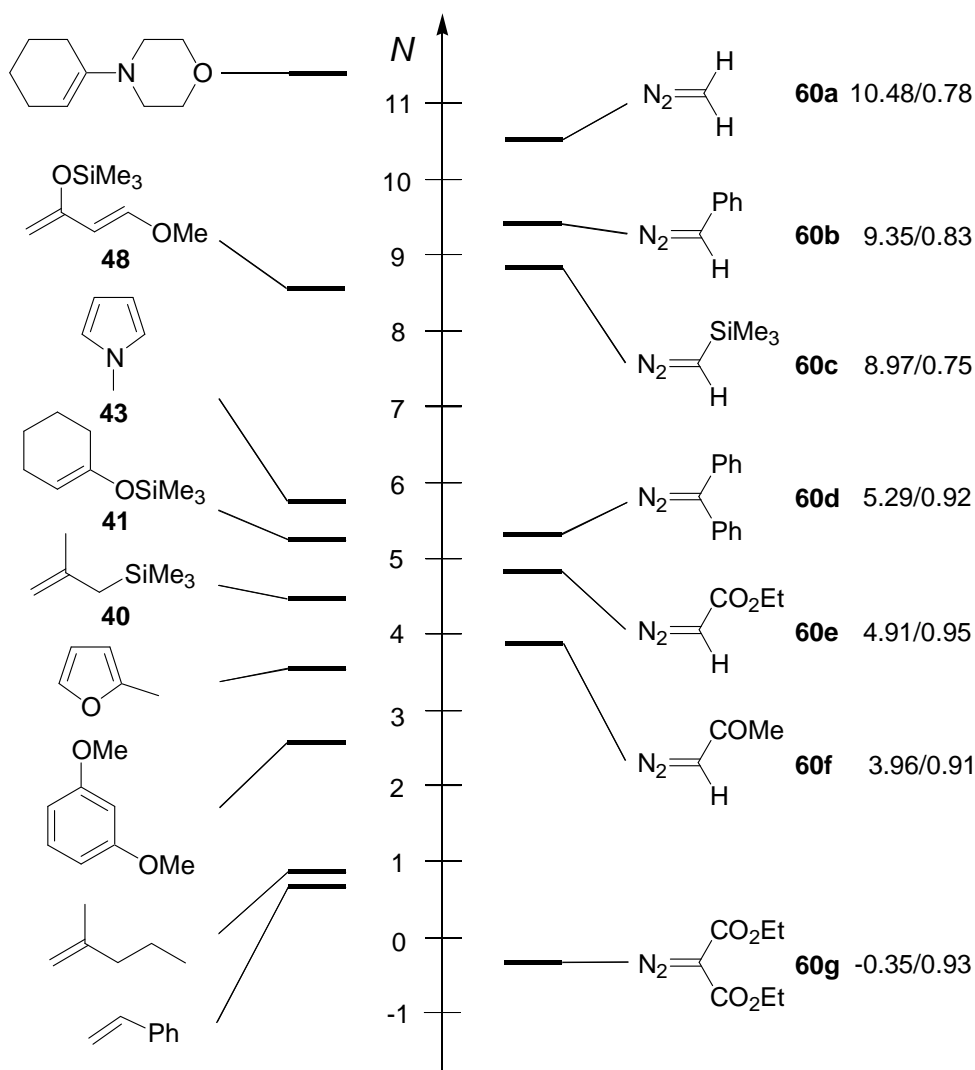 N
11
10
9
8
7
6
5
4
3
2
1
0
-1
N
O
OSiMe3
OMe
48
N
43
OSiMe3
41
SiMe3
40
O
OMe
OMe
Ph
N2
H
H
60a 10.48/0.78
N2
Ph
H
60b 9.35/0.83
N2
SiMe3
H
60c 8.97/0.75
N2
Ph
Ph
60d 5.29/0.92
N2
CO2Et
H
60e 4.91/0.95
N2
COMe
H
60f 3.96/0.91
N2
CO2Et
CO2Et
60g -0.35/0.93